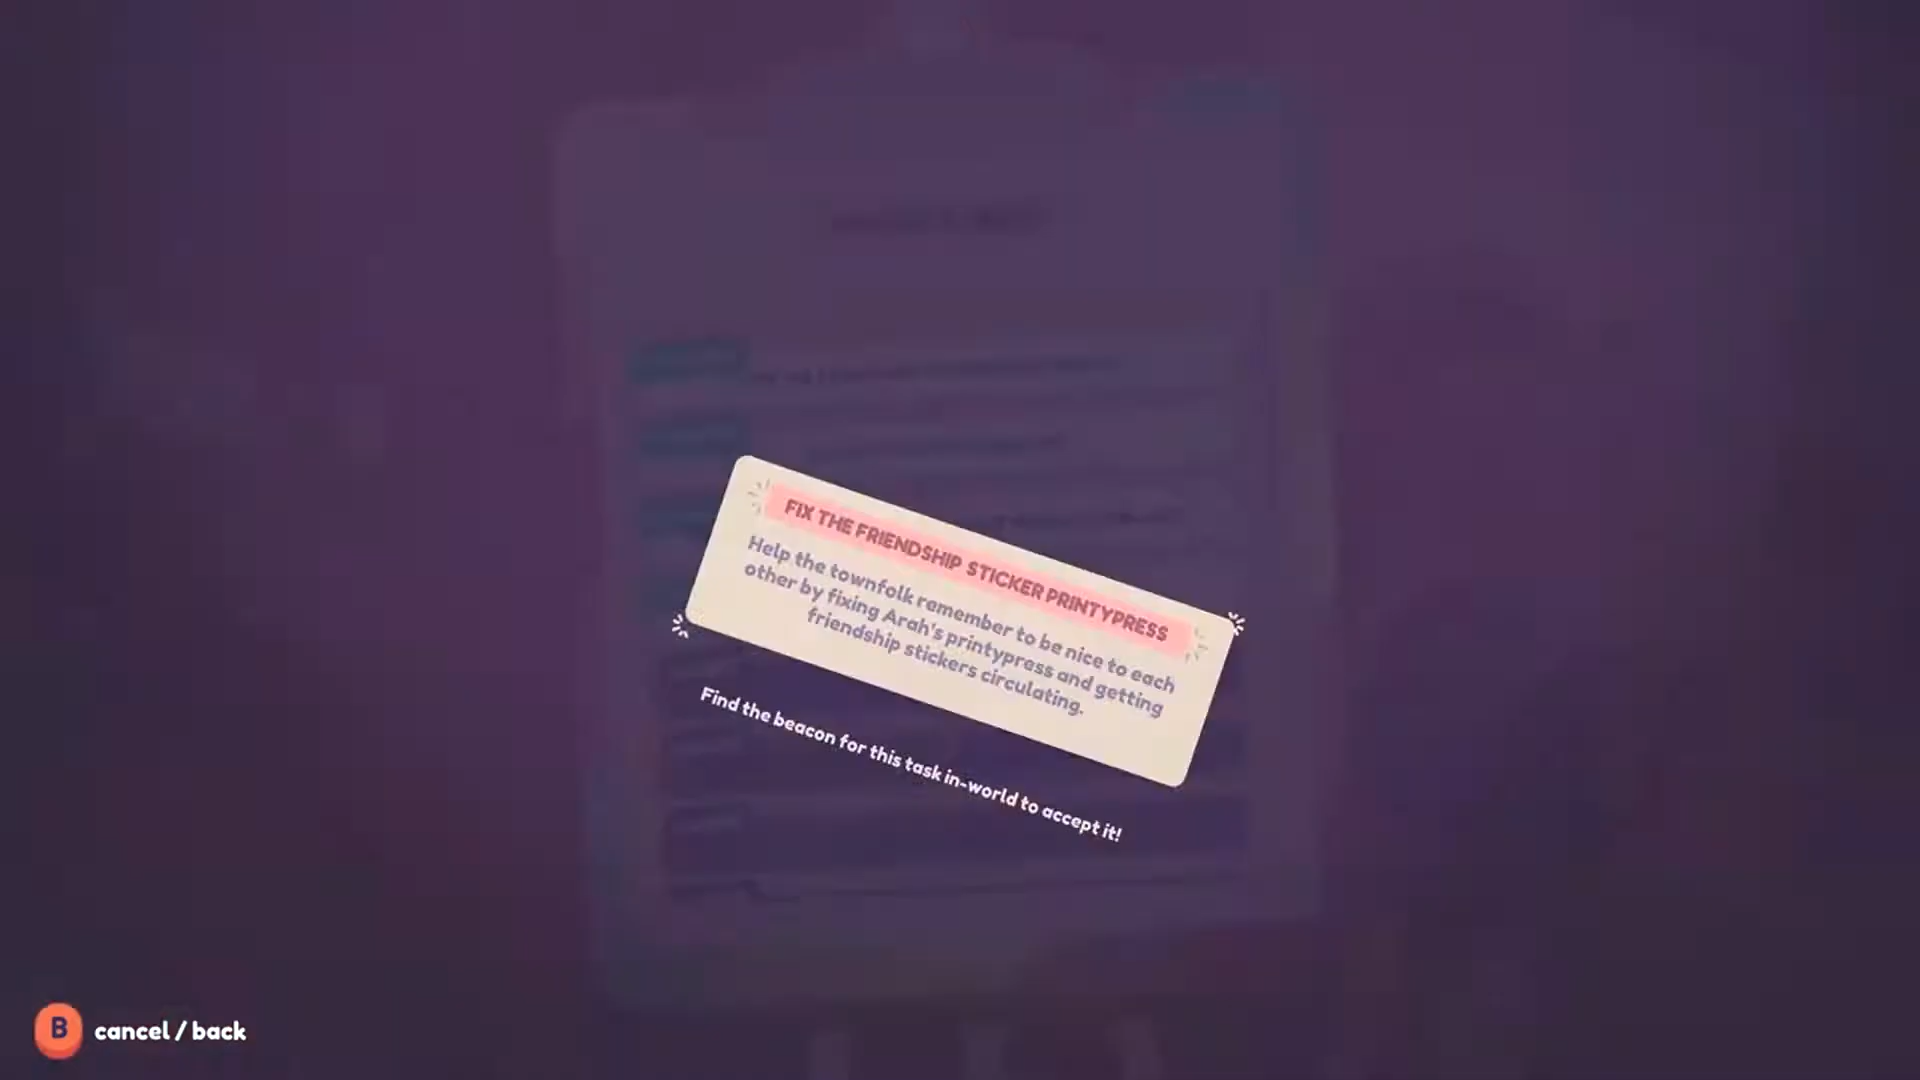 FIX THE FRIENDSHIP STICKER PRINTYPRESS
Help the townfolk remember to be nice to each
other by fixing Arah's printypress and getting
friendship stickers circulating.
Find the beacon for this task in-world to accept it!
B cancel / back